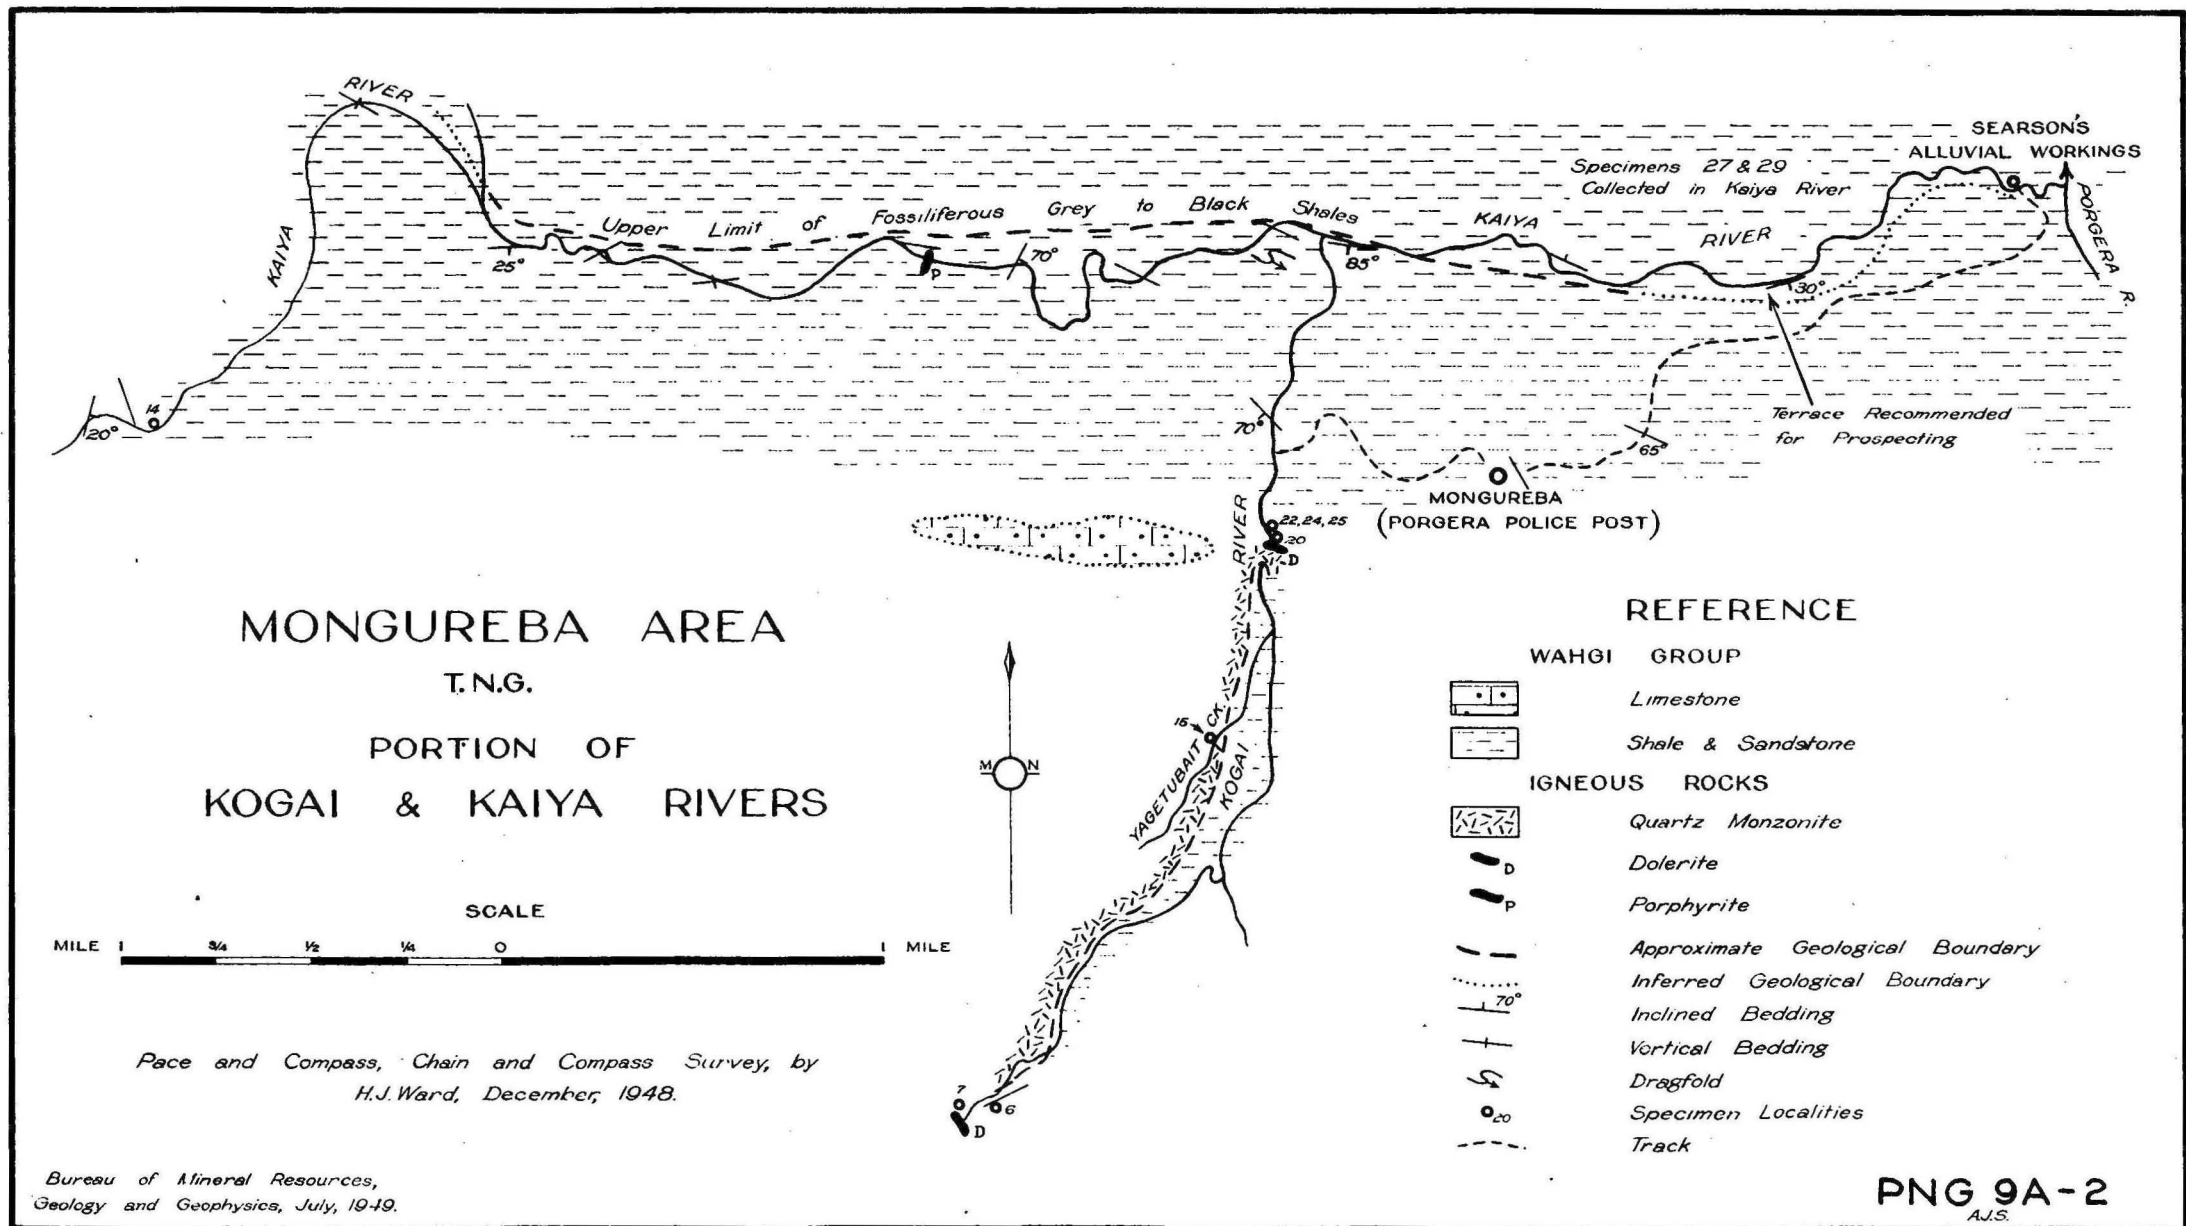 RIVER
KAIYA
Upper Limit of Fossiliferous Grey to Black Shales
KAIYA RIVER
Specimens 27 & 29
Collected in Kaiya River
SEARSON'S
ALLUVIAL WORKINGS
PORGERA R.
25°
P
70°
85°
30°
14
20°
70°
65°
Terrace Recommended
for Prospecting
MONGUREBA
(PORGERA POLICE POST)
RIVER
22,24,25
20
D
15
YAGETUBAIT CK.
KOGAI
7
6
D
M N
MONGUREBA AREA
T.N.G.
PORTION OF
KOGAI & KAIYA RIVERS
SCALE
MILE 1 3/4 1/2 1/4 0 1 MILE
Pace and Compass, Chain and Compass Survey, by
H.J. Ward, December, 1948.
Bureau of Mineral Resources,
Geology and Geophysics, July, 1949.
REFERENCE
WAHGI GROUP
Limestone
Shale & Sandstone
IGNEOUS ROCKS
Quartz Monzonite
D Dolerite
P Porphyrite
Approximate Geological Boundary
Inferred Geological Boundary
70° Inclined Bedding
Vertical Bedding
Dragfold
20 Specimen Localities
Track
PNG 9A-2
A.J.S.